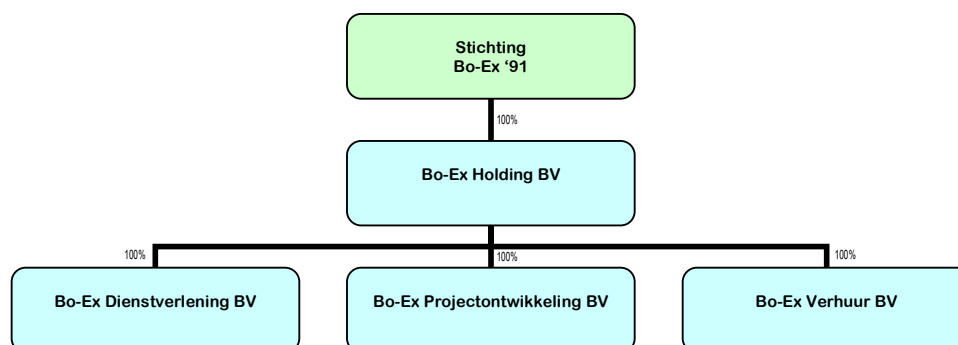 Stichting
Bo-Ex ‘91
100%
Bo-Ex Holding BV
100%
100%
100%
Bo-Ex Dienstverlening BV
Bo-Ex Projectontwikkeling BV
Bo-Ex Verhuur BV